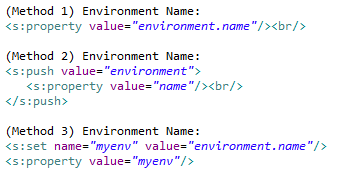 (Method 1) Environment Name:
<s:property value="environment.name"/><br/>
(Method 2) Environment Name:
<s:push value="environment">
<s:property value="name"/><br/>
</s:push>
(Method 3) Environment Name:
<s:set name="myenv" value="environment.name"/>
<s:property value="myenv"/>